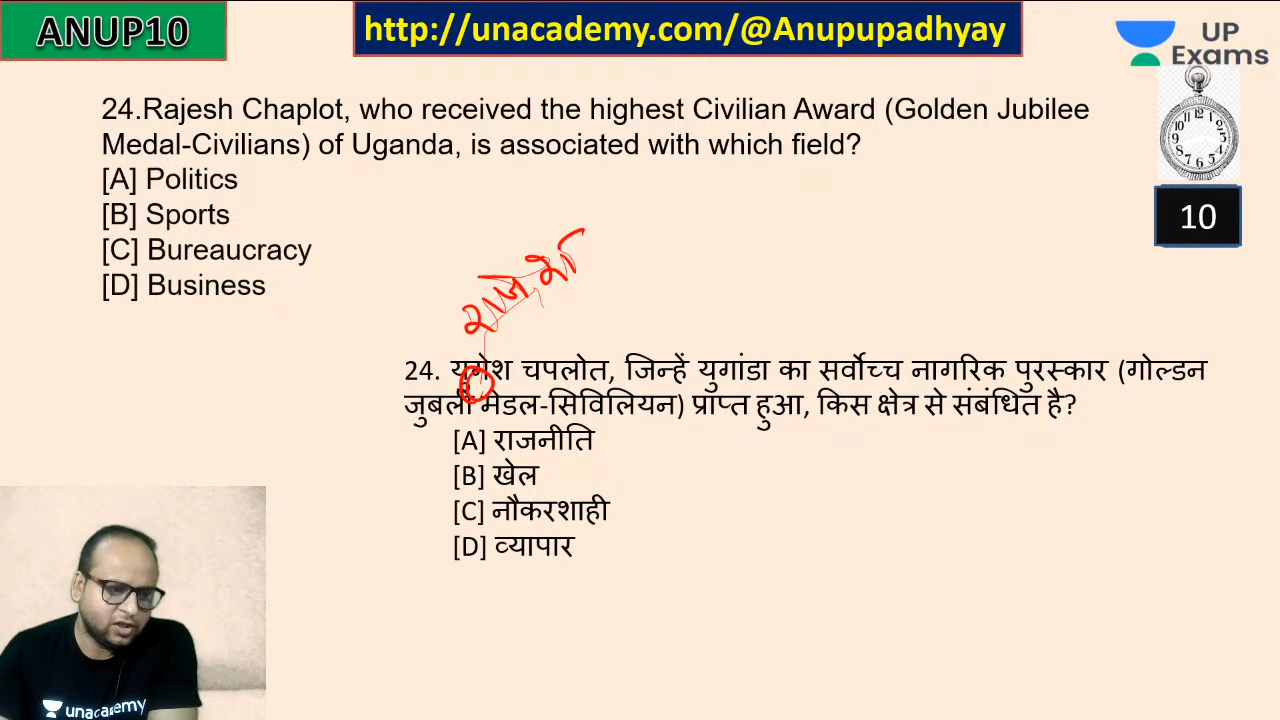 ANUP10
http://unacademy.com/@Anupupadhyay
UP
Exams
24.Rajesh Chaplot, who received the highest Civilian Award (Golden Jubilee
Medal-Civilians) of Uganda, is associated with which field?
[A] Politics
[B] Sports
[C] Bureaucracy
[D] Business
10
राजेश
24. युगेश चपलोत, जिन्हें युगांडा का सर्वोच्च नागरिक पुरस्कार (गोल्डन
जुबली मेडल-सिविलियन) प्राप्त हुआ, किस क्षेत्र से संबंधित है?
[A] राजनीति
[B] खेल
[C] नौकरशाही
[D] व्यापार
unacademy